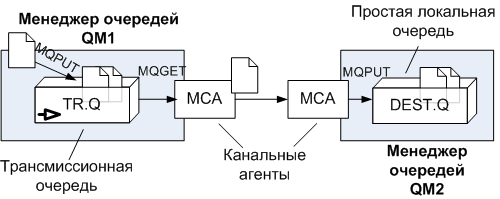 Менеджер очередей
QM1
MQPUT
TR.Q
MQGET
MCA
MCA
MQPUT
Простая локальная
очередь
DEST.Q
Трансмиссионная
очередь
Канальные
агенты
Менеджер
очередей
QM2